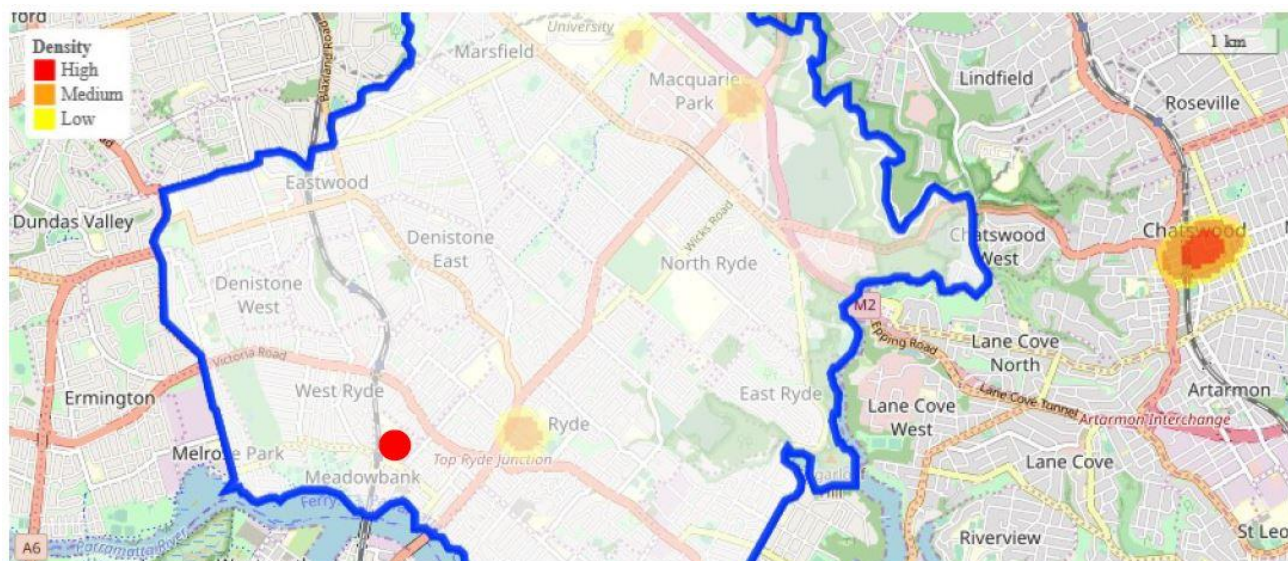 ford
Density
High
Medium
Low
Blaxland Road
Marsfield
University
Macquarie
Park
1 km
Lindfield
Roseville
Eastwood
Dundas Valley
Denistone
East
Wicks Road
North Ryde
Chatswood
West
Chatswood
Denistone
West
M2
Epping Road
Lane Cove
North
Victoria Road
West Ryde
East Ryde
Lane Cove Tunnel
Artarmon
Ermington
Lane Cove
West
Artarmon Interchange
Ryde
Melrose Park
Top Ryde Junction
Meadowbank
Lane Cove
Hill
Ferry
Parramatta River
A6
Riverview
St Leo